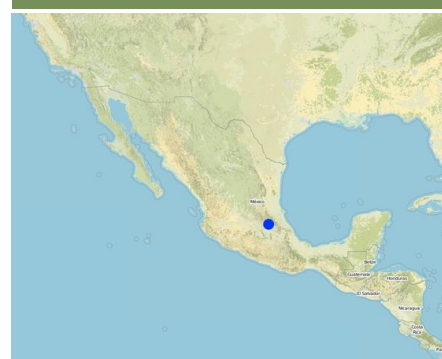 México
Belize
Guatemala
Honduras
El Salvador
Nicaragua
Costa
Rica